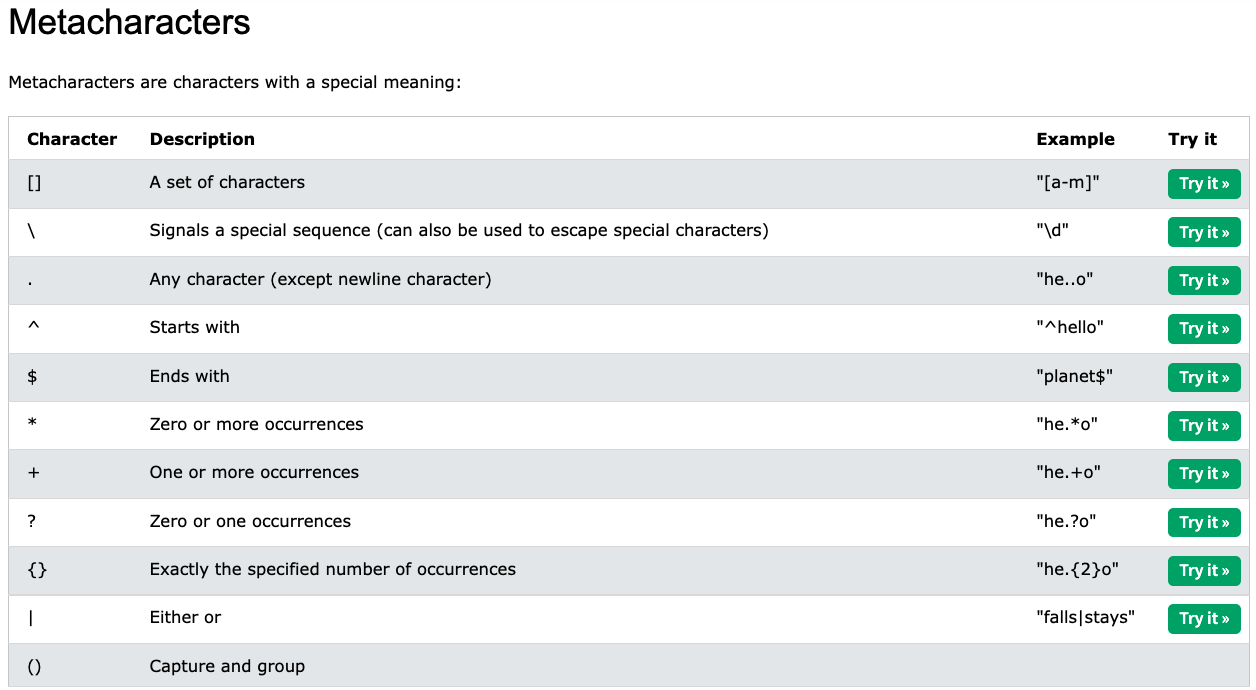 Metacharacters
Metacharacters are characters with a special meaning:
Character Description Example Try it
[] A set of characters "[a-m]" Try it »
\ Signals a special sequence (can also be used to escape special characters) "\d" Try it »
. Any character (except newline character) "he..o" Try it »
^ Starts with "^hello" Try it »
$ Ends with "planet$" Try it »
* Zero or more occurrences "he.*o" Try it »
+ One or more occurrences "he.+o" Try it »
? Zero or one occurrences "he.?o" Try it »
{} Exactly the specified number of occurrences "he.{2}o" Try it »
| Either or "falls|stays" Try it »
() Capture and group